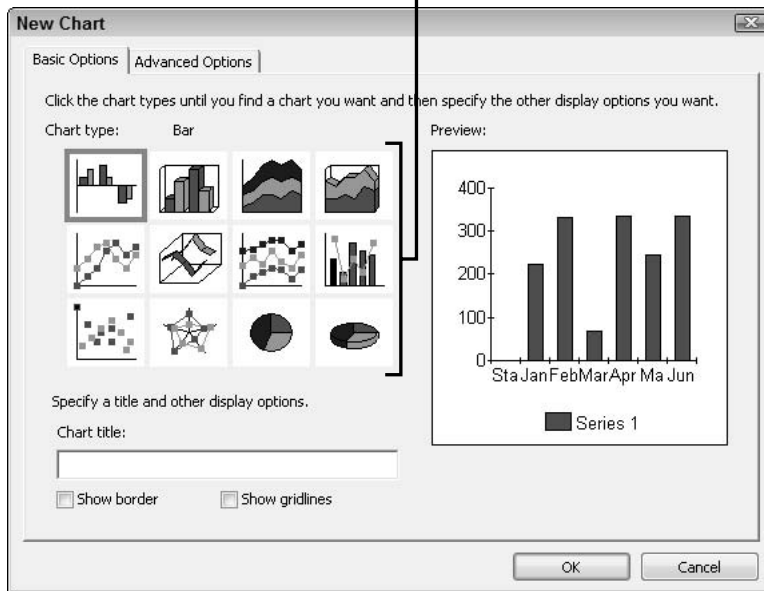 New Chart
Basic Options
Advanced Options
Click the chart types until you find a chart you want and then specify the other display options you want.
Chart type:
Bar
Preview:
400
300
200
100
0
Sta Jan Feb Mar Apr Ma Jun
Series 1
Specify a title and other display options.
Chart title:
Show border
Show gridlines
OK
Cancel